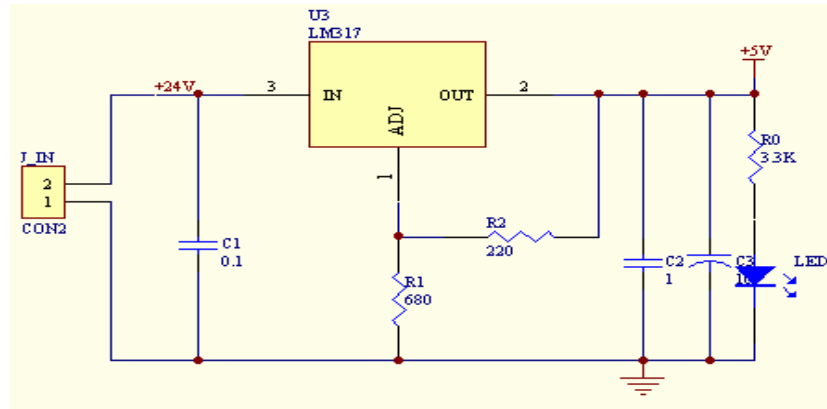 U3
LM317
+5V
+24V
3
IN
OUT
2
ADJ
1
J_IN
2
1
CON2
R0
3.3K
R2
220
C1
0.1
R1
680
C2
1
C3
LED